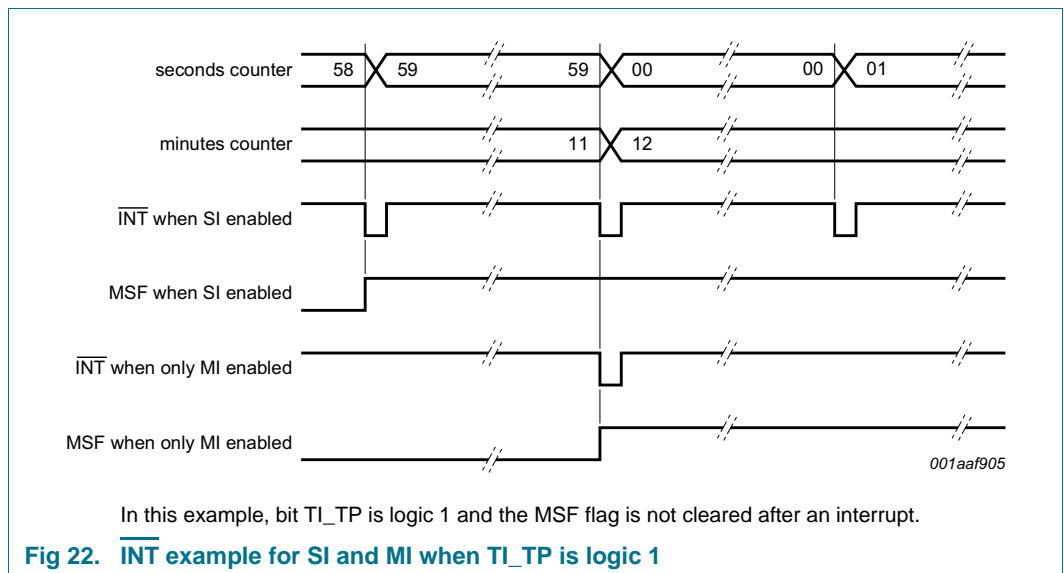 seconds counter 58 59 59 00 00 01
minutes counter 11 12
INT when SI enabled
MSF when SI enabled
INT when only MI enabled
MSF when only MI enabled
001aaf905
In this example, bit TI_TP is logic 1 and the MSF flag is not cleared after an interrupt.
Fig 22. INT example for SI and MI when TI_TP is logic 1